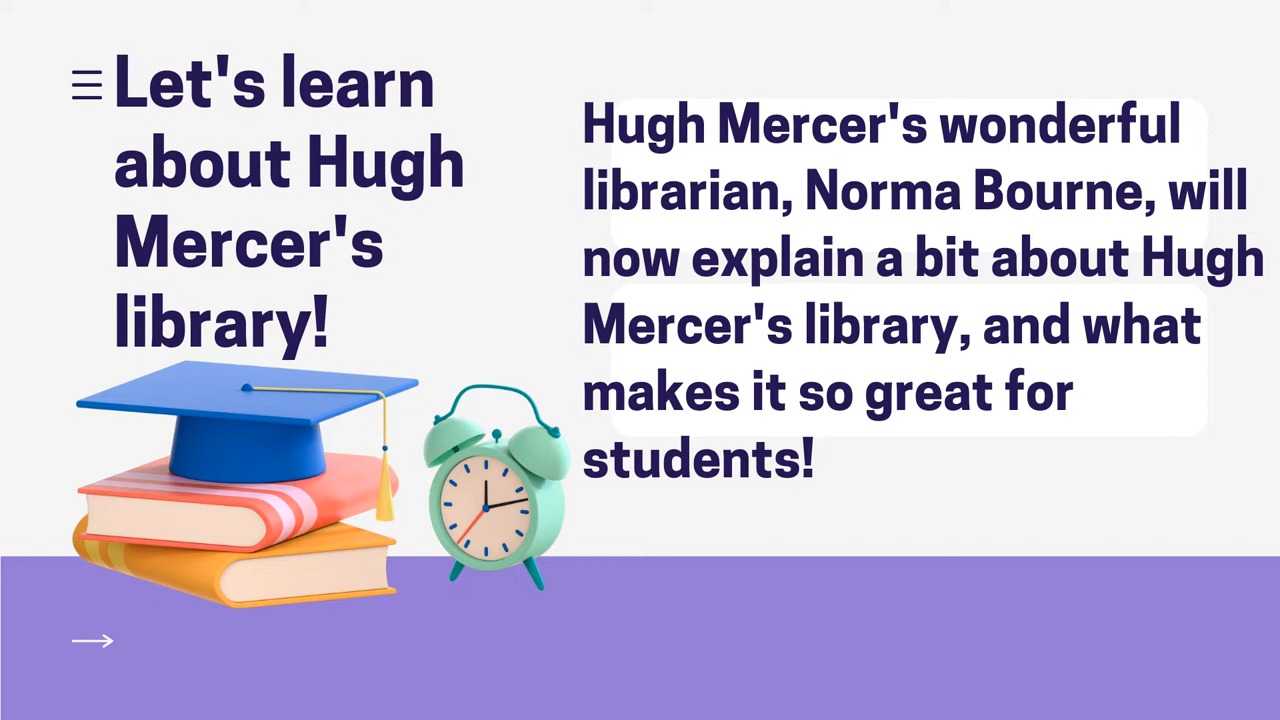 Let's learn
about Hugh
Mercer's
library!
Hugh Mercer's wonderful
librarian, Norma Bourne, will
now explain a bit about Hugh
Mercer's library, and what
makes it so great for
students!